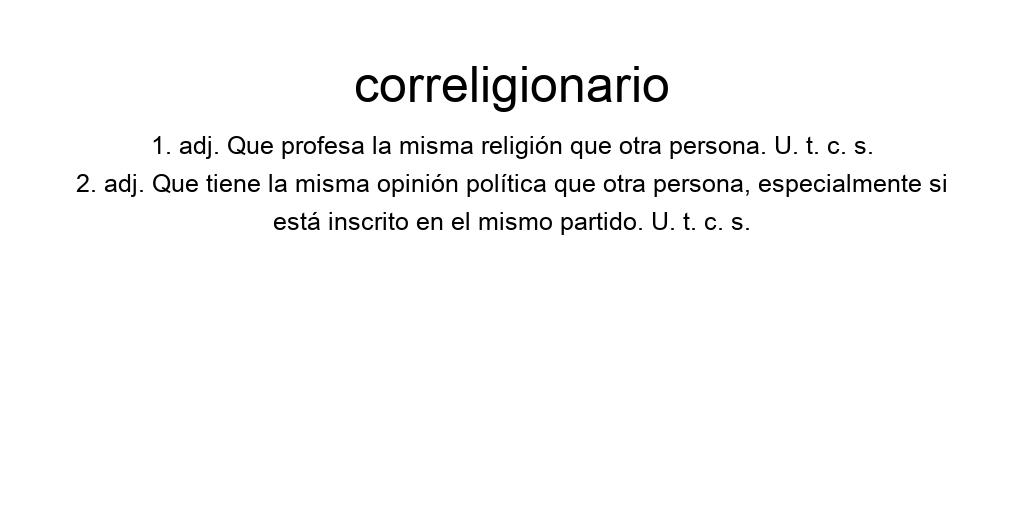 correligionario
1. adj. Que profesa la misma religión que otra persona. U. t. c. s.
2. adj. Que tiene la misma opinión política que otra persona, especialmente si
está inscrito en el mismo partido. U. t. c. s.